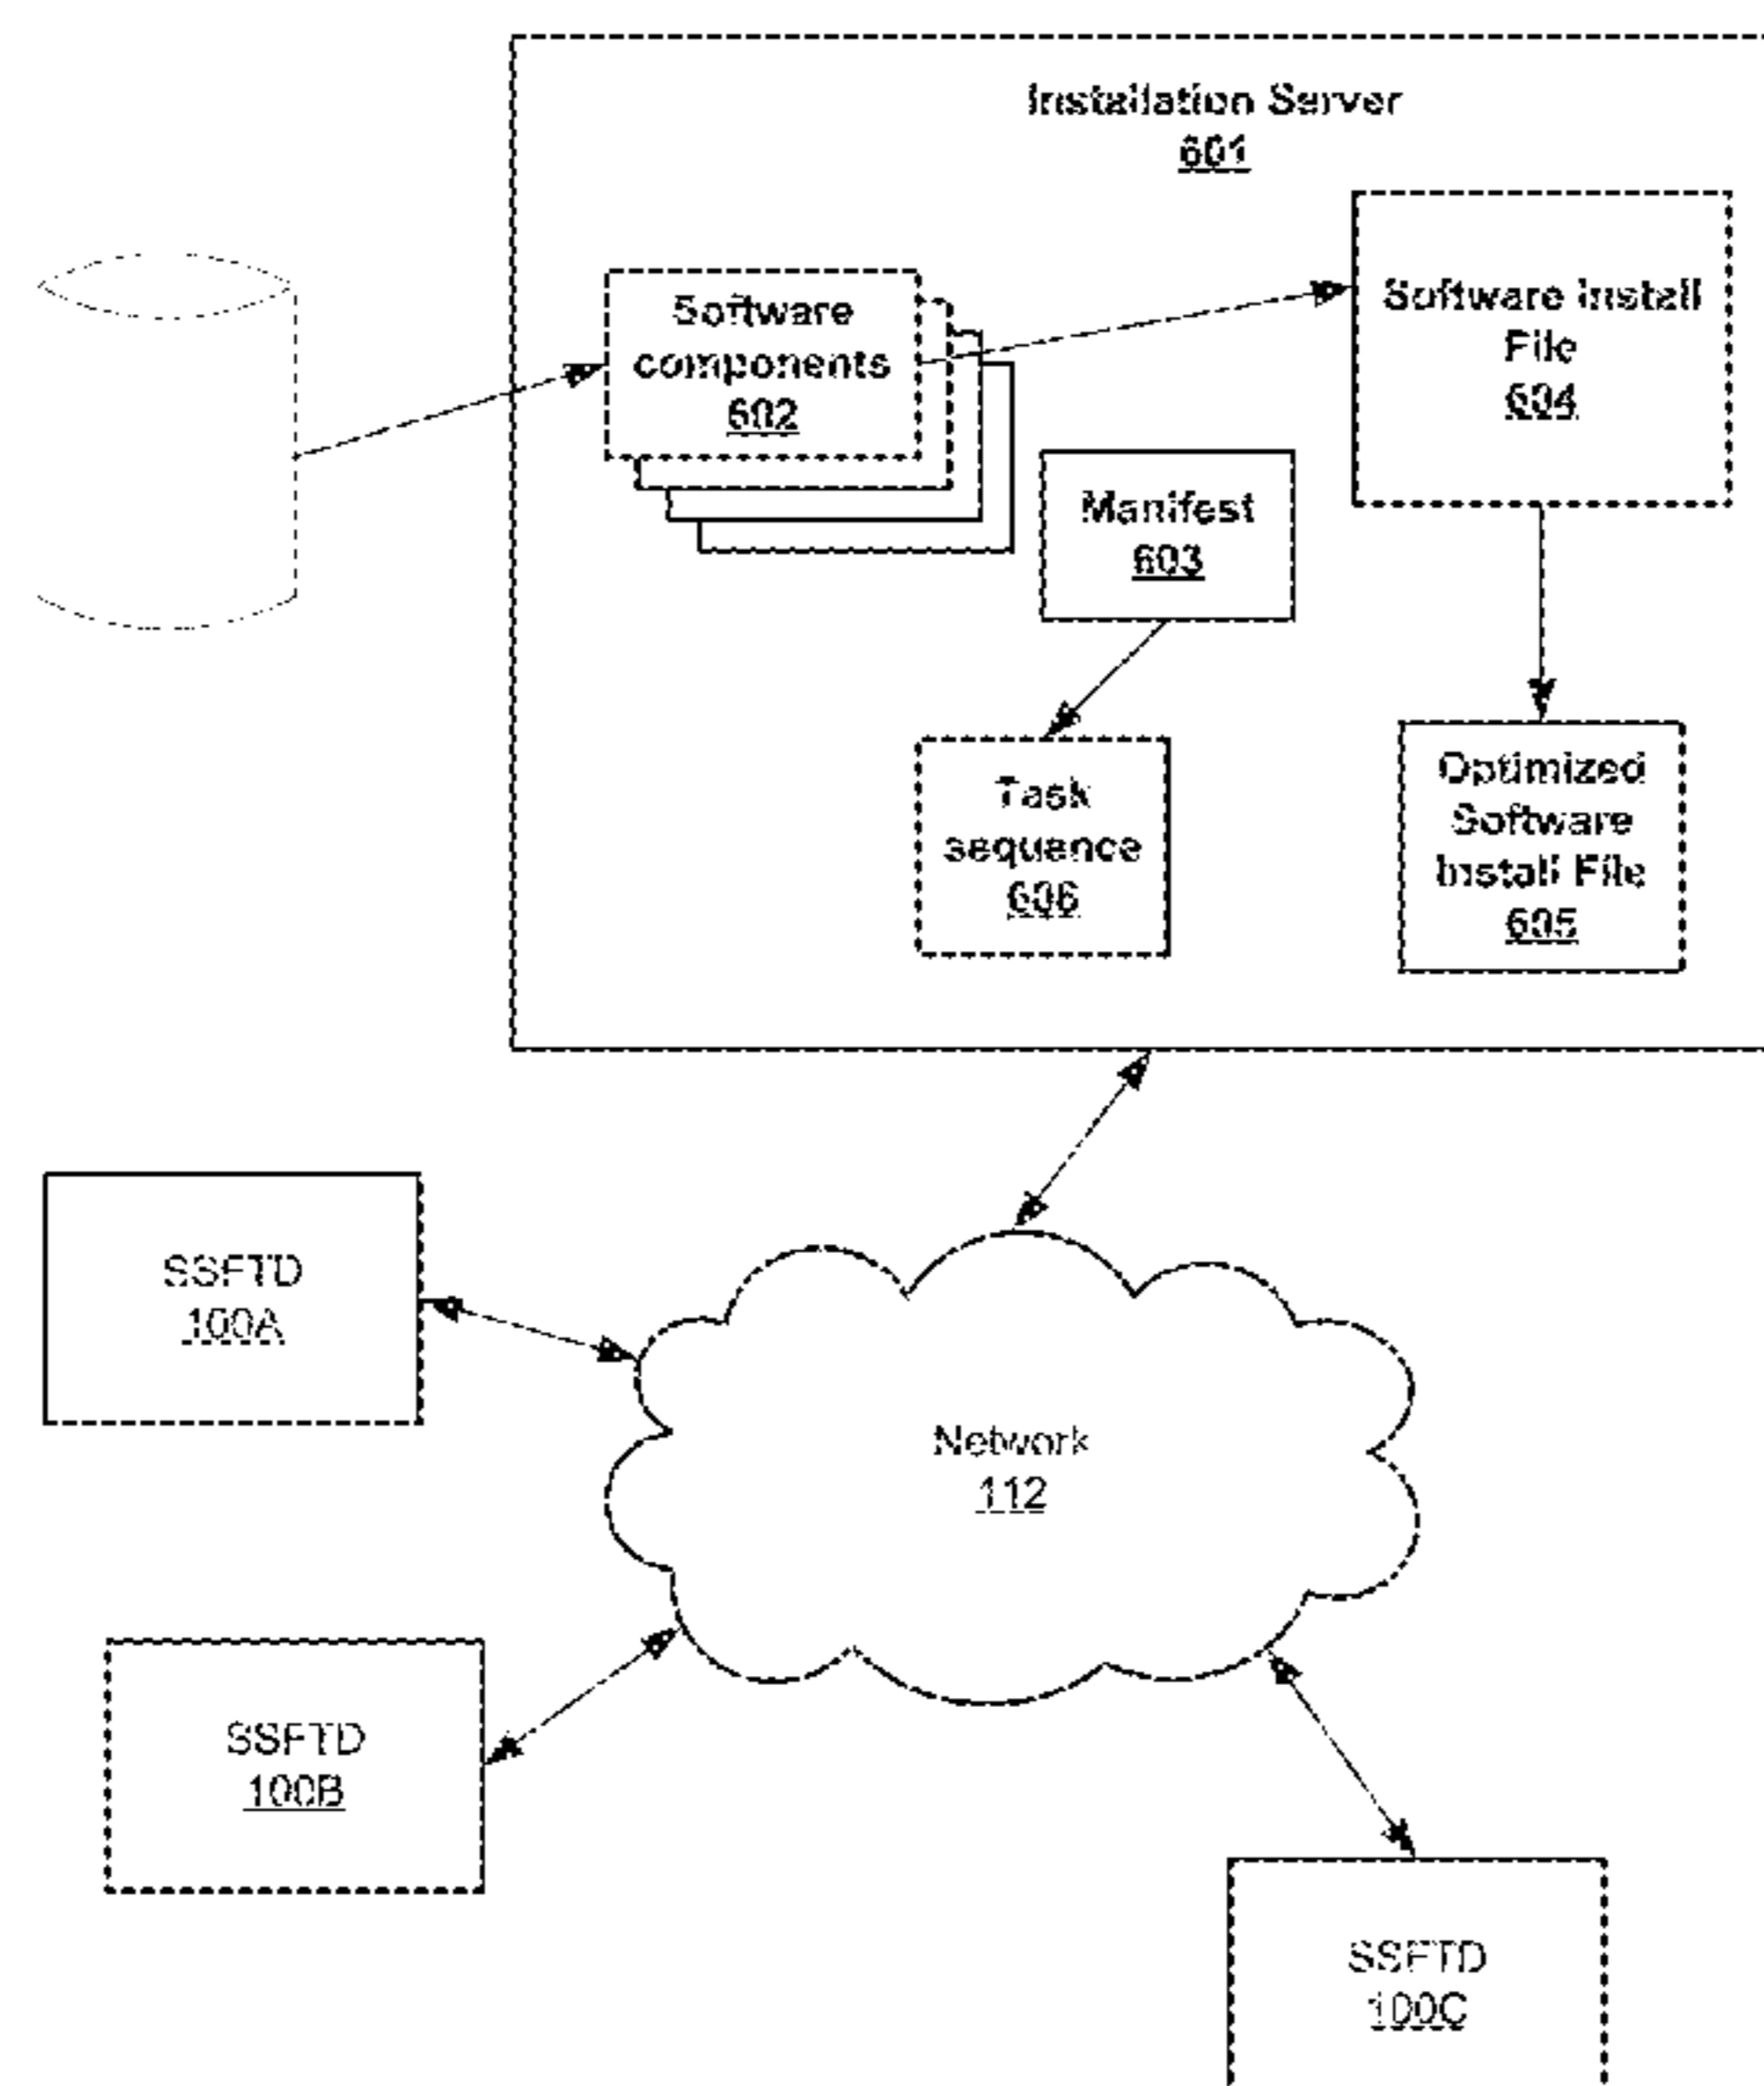 Installation Server
601
Software
components
602
Software Install
File
604
Manifest
603
Task
sequence
606
Optimized
Software
Install File
605
SSFTD
100A
Network
112
SSFTD
100B
SSFTD
100C